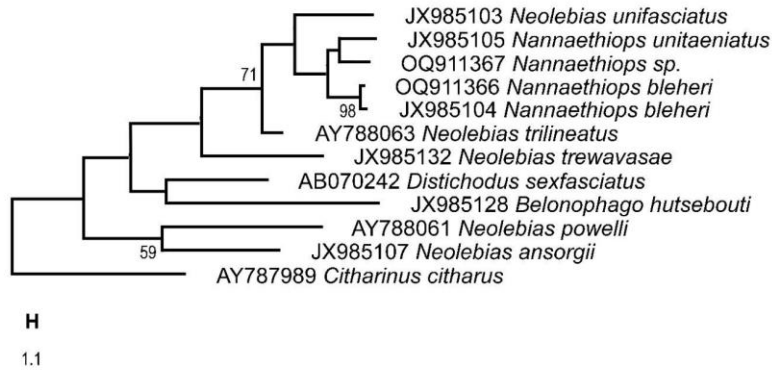 JX985103 Neolebias unifasciatus
JX985105 Nannaethiops unitaeniatus
OQ911367 Nannaethiops sp.
71
OQ911366 Nannaethiops bleheri
98
JX985104 Nannaethiops bleheri
AY788063 Neolebias trilineatus
JX985132 Neolebias trewavasae
AB070242 Distichodus sexfasciatus
JX985128 Belonophago hutsebouti
AY788061 Neolebias powelli
59
JX985107 Neolebias ansorgii
AY787989 Citharinus citharus
H
1.1